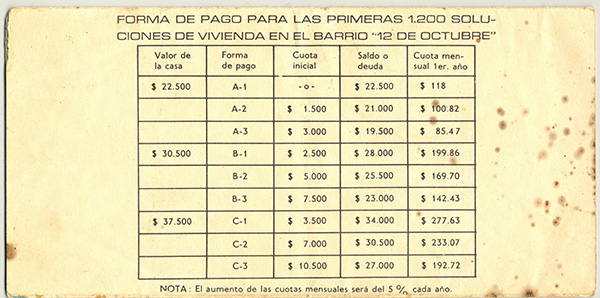 FORMA DE PAGO PARA LAS PRIMERAS 1.200 SOLU-
CIONES DE VIVIENDA EN EL BARRIO "12 DE OCTUBRE"
Valor de la casa Forma de pago Cuota inicial Saldo o deuda Cuota men- sual 1er. año
$ 22.500 A-1 -o- $ 22.500 $ 118
A-2 $ 1.500 $ 21.000 $ 100.82
A-3 $ 3.000 $ 19.500 $ 85.47
$ 30.500 B-1 $ 2.500 $ 28.000 $ 199.86
B-2 $ 5.000 $ 25.500 $ 169.70
B-3 $ 7.500 $ 23.000 $ 142.43
$ 37.500 C-1 $ 3.500 $ 34.000 $ 277.63
C-2 $ 7.000 $ 30.500 $ 233.07
C-3 $ 10.500 $ 27.000 $ 192.72
NOTA: El aumento de las cuotas mensuales será del 5 % cada año.